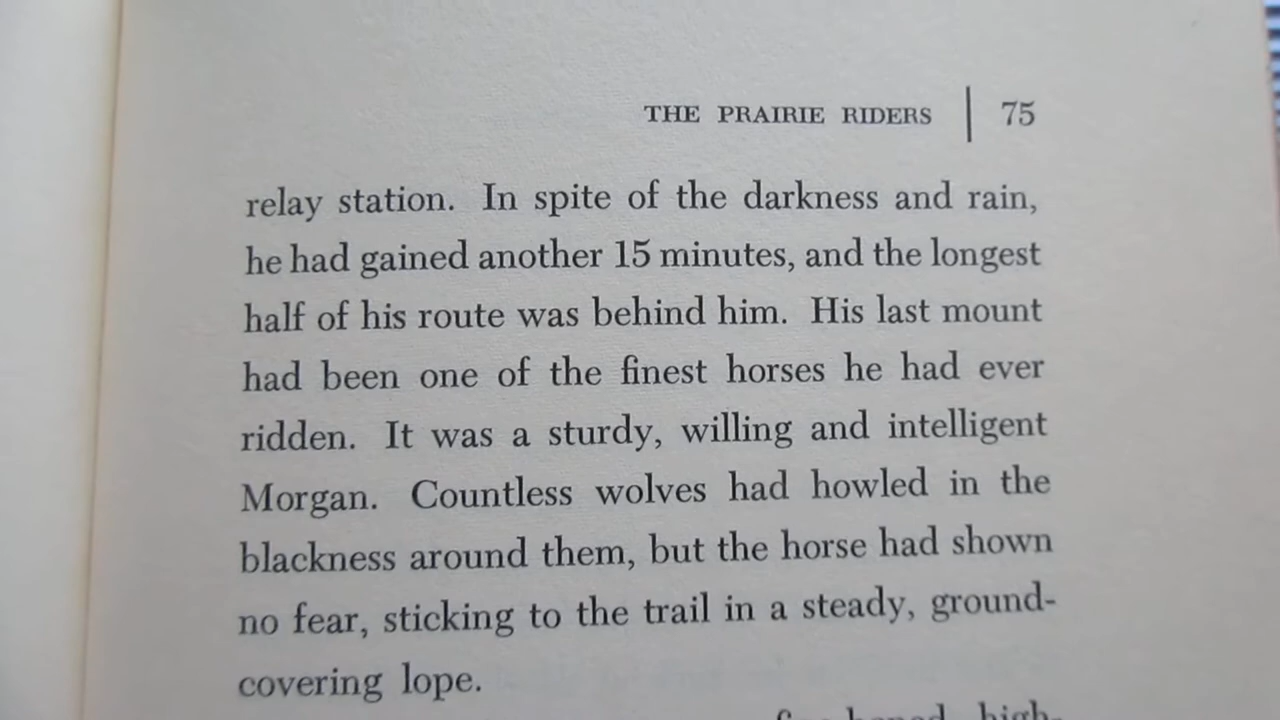 THE PRAIRIE RIDERS | 75
relay station. In spite of the darkness and rain,
he had gained another 15 minutes, and the longest
half of his route was behind him. His last mount
had been one of the finest horses he had ever
ridden. It was a sturdy, willing and intelligent
Morgan. Countless wolves had howled in the
blackness around them, but the horse had shown
no fear, sticking to the trail in a steady, ground-
covering lope.
high-